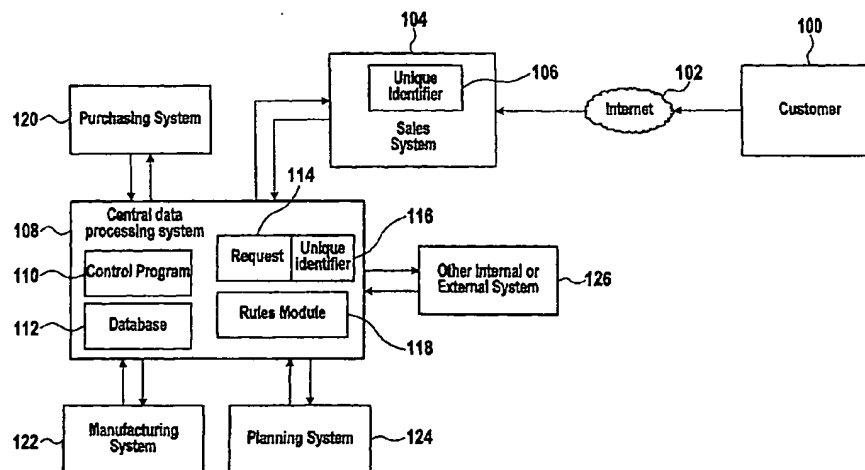 104
100
Unique
Identifier
106
102
120
Purchasing System
Internet
Customer
Sales
System
114
108
Central data
processing system
116
110
Control Program
Request
Unique
identifier
Other Internal or
External System
126
112
Database
Rules Module
118
122
Manufacturing
System
Planning System
124